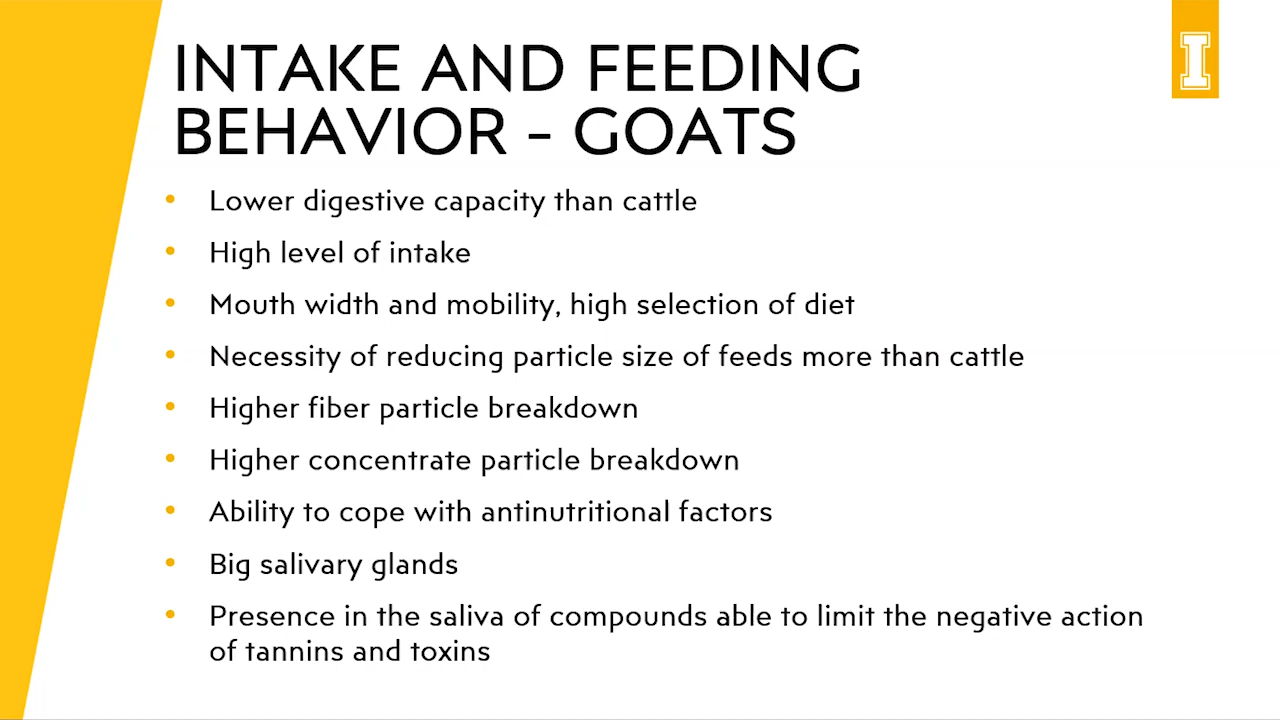 INTAKE AND FEEDING
BEHAVIOR – GOATS
I
• Lower digestive capacity than cattle
• High level of intake
• Mouth width and mobility, high selection of diet
• Necessity of reducing particle size of feeds more than cattle
• Higher fiber particle breakdown
• Higher concentrate particle breakdown
• Ability to cope with antinutritional factors
• Big salivary glands
• Presence in the saliva of compounds able to limit the negative action
of tannins and toxins